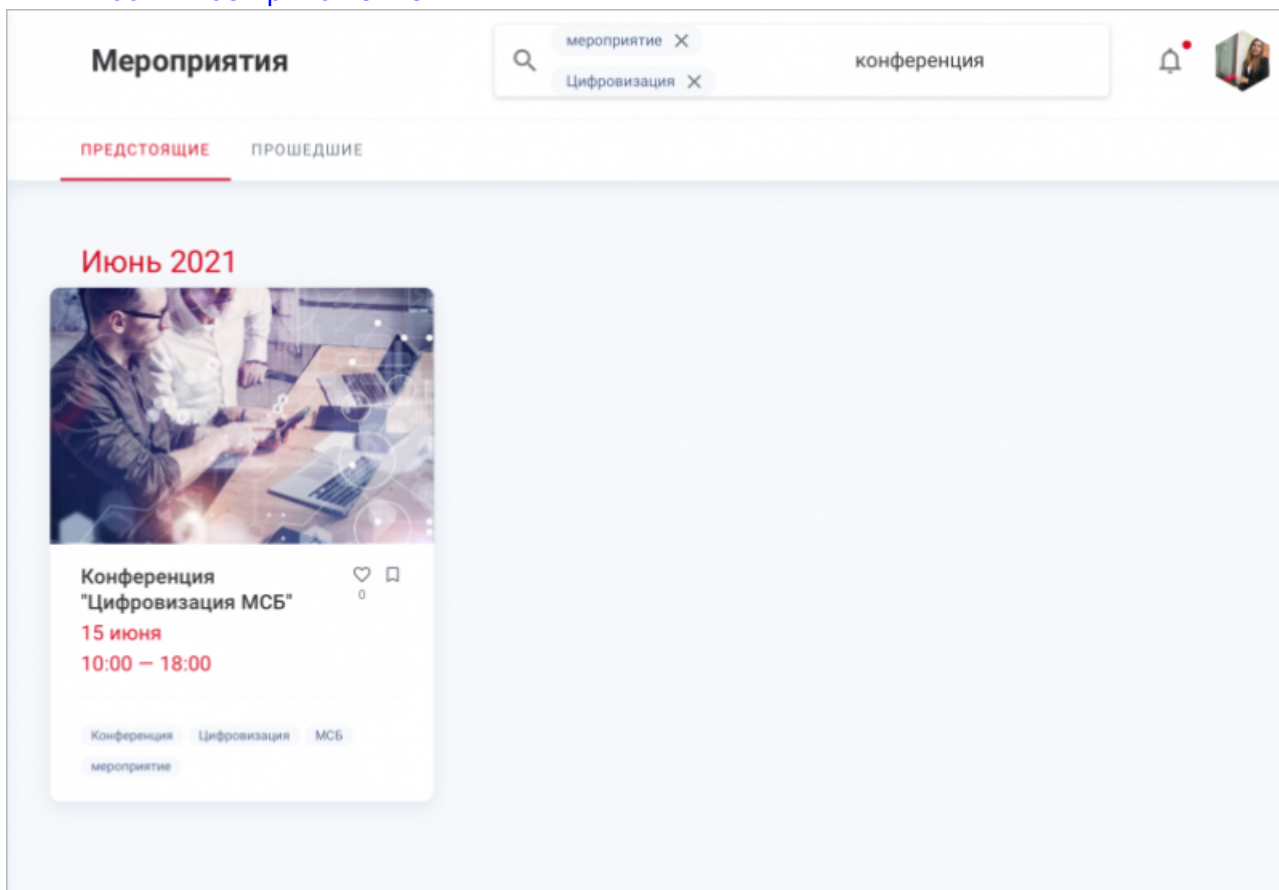 Мероприятия
мероприятие
Цифровизация
конференция
ПРЕДСТОЯЩИЕ ПРОШЕДШИЕ
Июнь 2021
Конференция
"Цифровизация МСБ"
0
15 июня
10:00 — 18:00
Конференция Цифровизация МСБ
мероприятие